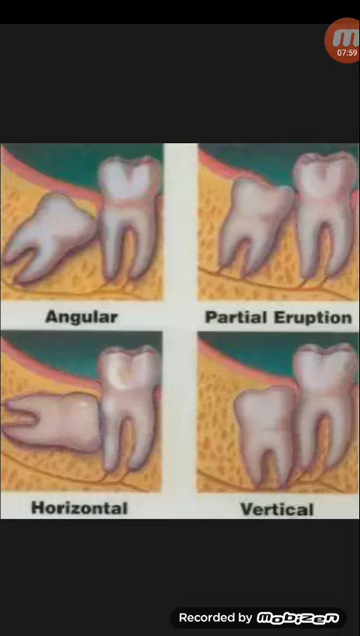 07:59
Angular
Partial Eruption
Horizontal
Vertical
Recorded by Mobizen